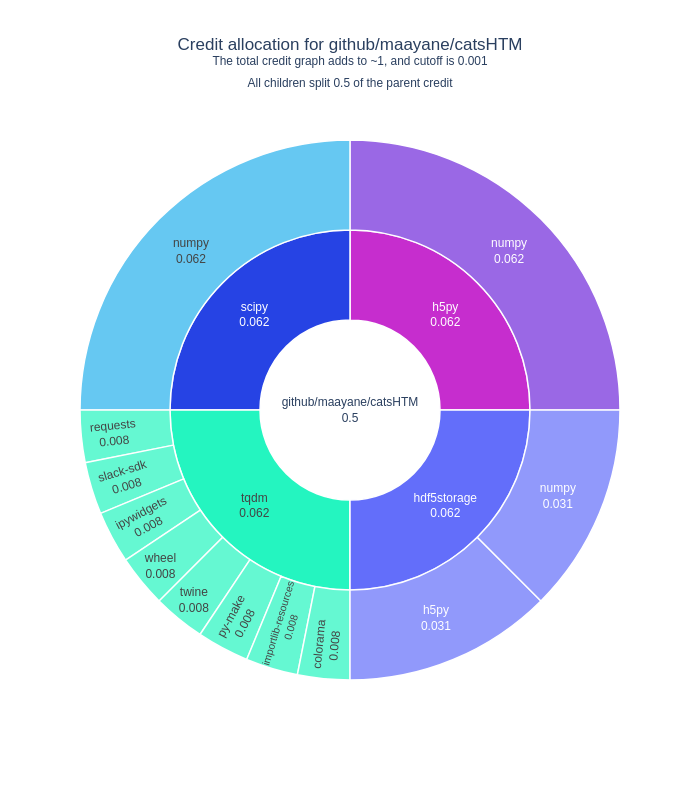 Credit allocation for github/maayane/catsHTM
The total credit graph adds to ~1, and cutoff is 0.001
All children split 0.5 of the parent credit
numpy
0.062
numpy
0.062
scipy
0.062
h5py
0.062
github/maayane/catsHTM
0.5
requests
0.008
slack-sdk
0.008
ipywidgets
0.008
wheel
0.008
twine
0.008
py-make
0.008
importlib-resources
0.008
colorama
0.008
tqdm
0.062
hdf5storage
0.062
numpy
0.031
h5py
0.031